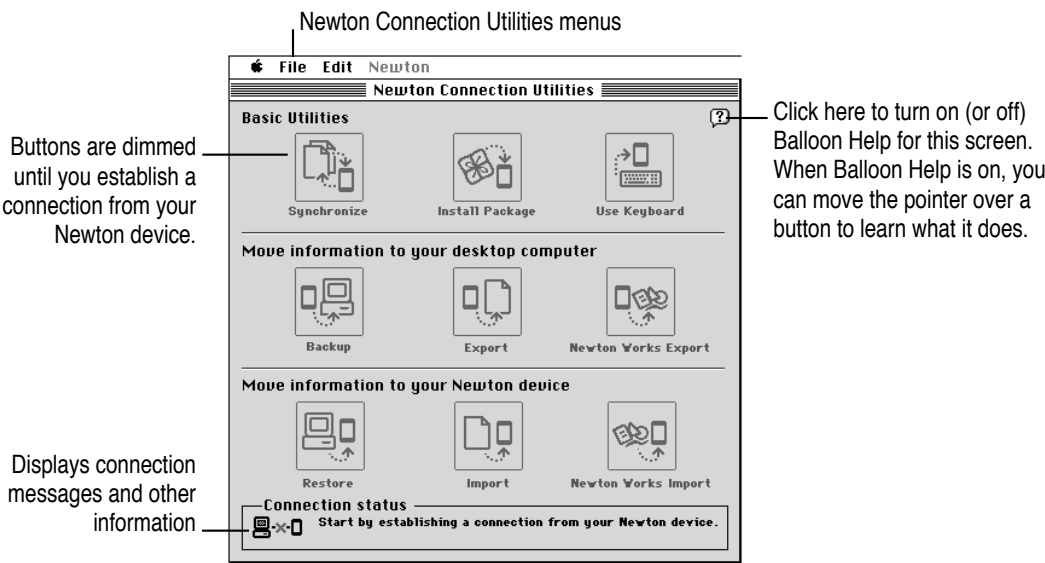 Newton Connection Utilities menus
File Edit Newton
Newton Connection Utilities
Basic Utilities
?
Synchronize
Install Package
Use Keyboard
Buttons are dimmed
until you establish a
connection from your
Newton device.
Click here to turn on (or off)
Balloon Help for this screen.
When Balloon Help is on, you
can move the pointer over a
button to learn what it does.
Move information to your desktop computer
Backup
Export
Newton Works Export
Move information to your Newton device
Restore
Import
Newton Works Import
Displays connection
messages and other
information
Connection status
Start by establishing a connection from your Newton device.